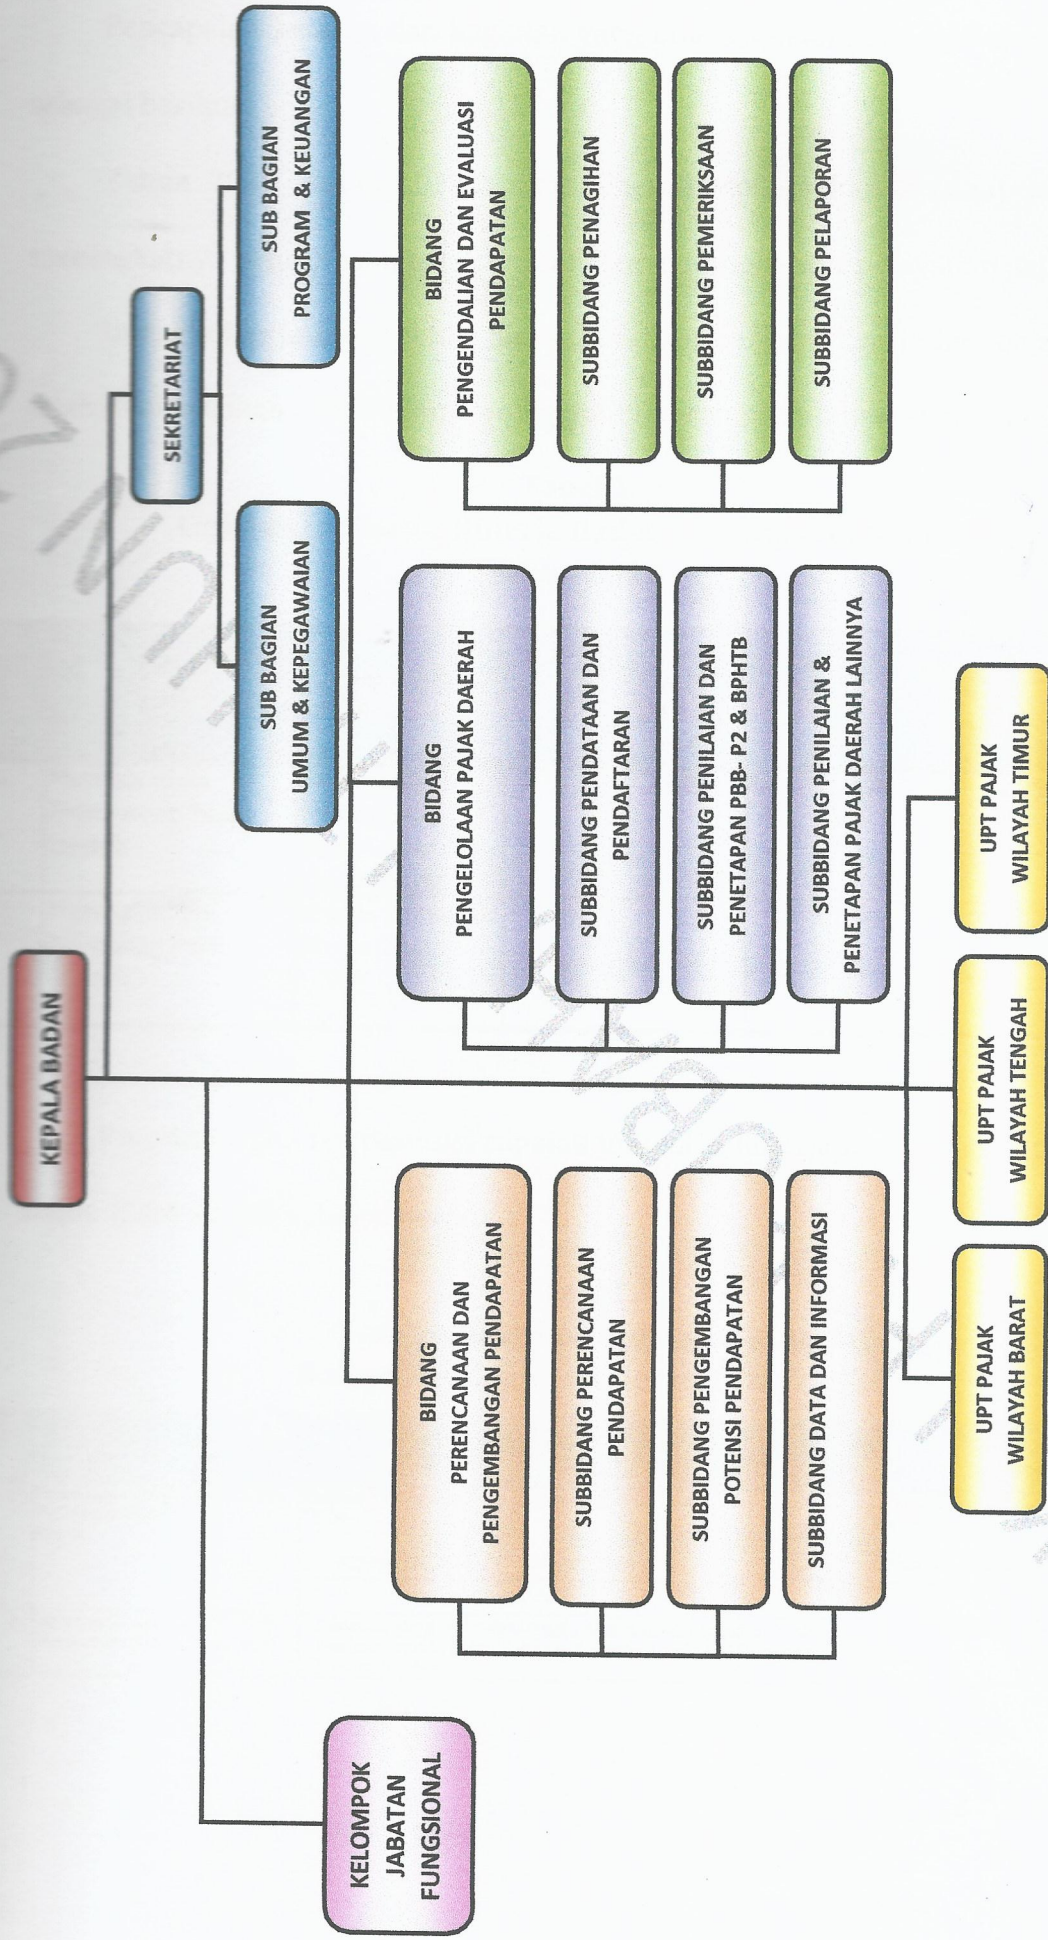 KEPALA BADAN
SEKRETARIAT
SUB BAGIAN
UMUM & KEPEGAWAIAN
SUB BAGIAN
PROGRAM & KEUANGAN
KELOMPOK
JABATAN
FUNGSIONAL
BIDANG
PERENCANAAN DAN
PENGEMBANGAN PENDAPATAN
SUBBIDANG PERENCANAAN
PENDAPATAN
SUBBIDANG PENGEMBANGAN
POTENSI PENDAPATAN
SUBBIDANG DATA DAN INFORMASI
BIDANG
PENGELOLAAN PAJAK DAERAH
SUBBIDANG PENDATAAN DAN
PENDAFTARAN
SUBBIDANG PENILAIAN DAN
PENETAPAN PBB- P2 & BPHTB
SUBBIDANG PENILAIAN &
PENETAPAN PAJAK DAERAH LAINNYA
BIDANG
PENGENDALIAN DAN EVALUASI
PENDAPATAN
SUBBIDANG PENAGIHAN
SUBBIDANG PEMERIKSAAN
SUBBIDANG PELAPORAN
UPT PAJAK
WILAYAH BARAT
UPT PAJAK
WILAYAH TENGAH
UPT PAJAK
WILAYAH TIMUR